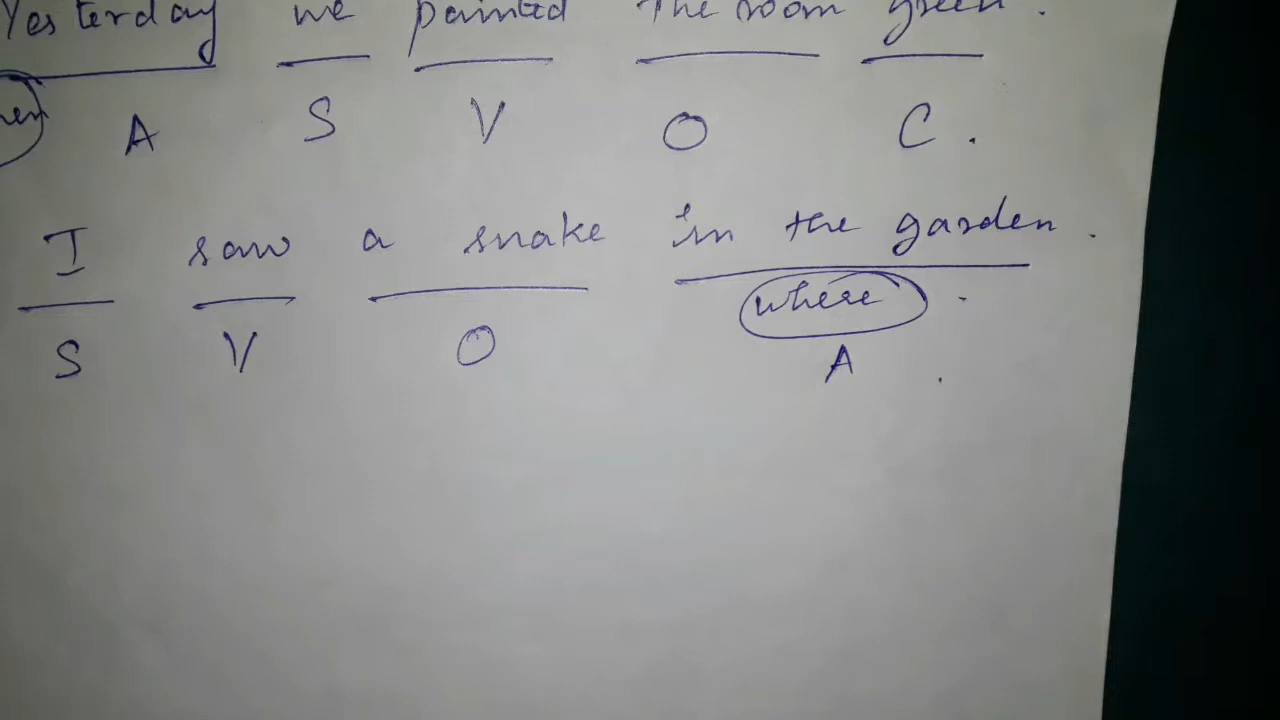 Yesterday we painted the room green.
A S V O C.
I saw a snake in the garden.
where.
S V O A